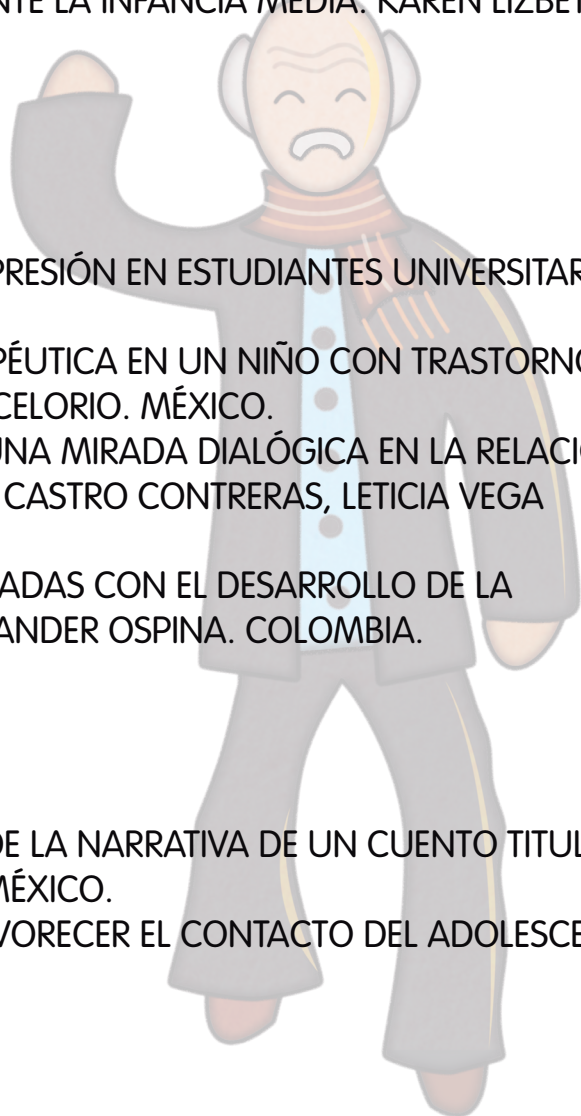 NTE LA INFANCIA MEDIA. KAREN LIZBET
PRESIÓN EN ESTUDIANTES UNIVERSITAR
PÉUTICA EN UN NIÑO CON TRASTORNO
CELORIO. MÉXICO.
UNA MIRADA DIALÓGICA EN LA RELACIÓ
CASTRO CONTRERAS, LETICIA VEGA
ADAS CON EL DESARROLLO DE LA
ANDER OSPINA. COLOMBIA.
DE LA NARRATIVA DE UN CUENTO TITUL
MÉXICO.
VORECER EL CONTACTO DEL ADOLESCE